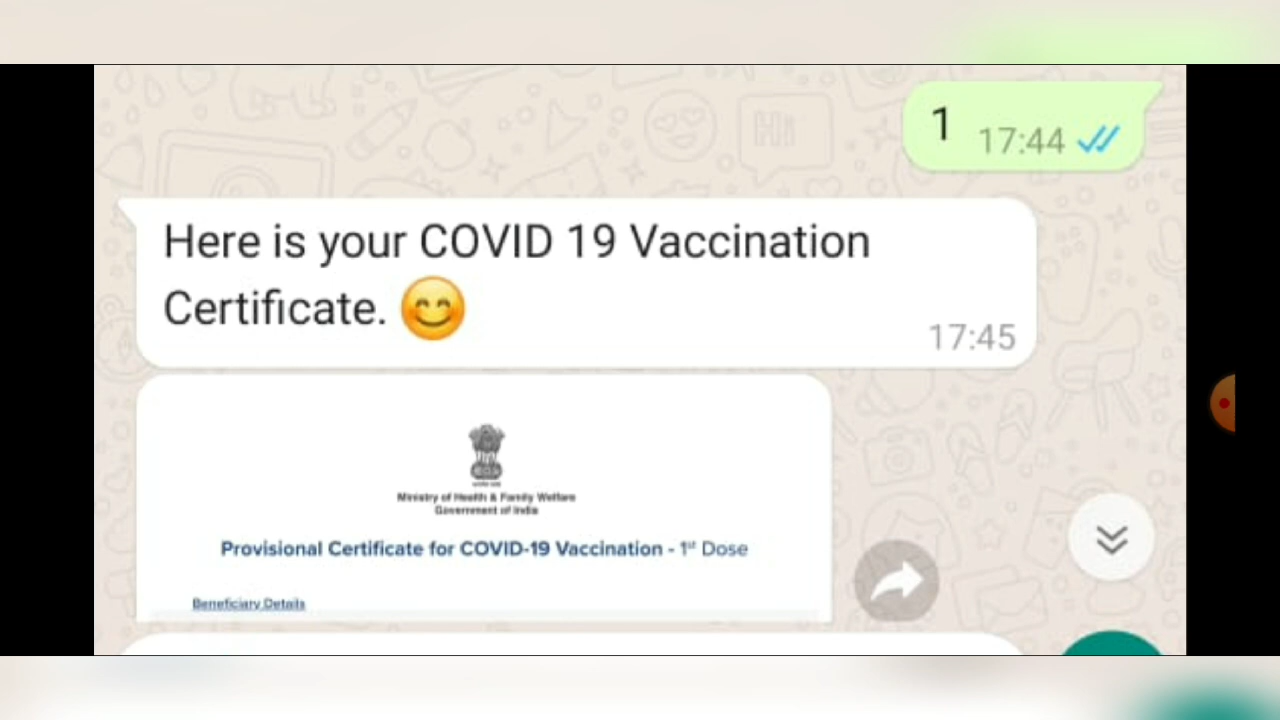 1
17:44
Here is your COVID 19 Vaccination
Certificate. 😊
17:45
Ministry of Health & Family Welfare
Government of India
Provisional Certificate for COVID-19 Vaccination - 1st Dose
Beneficiary Details